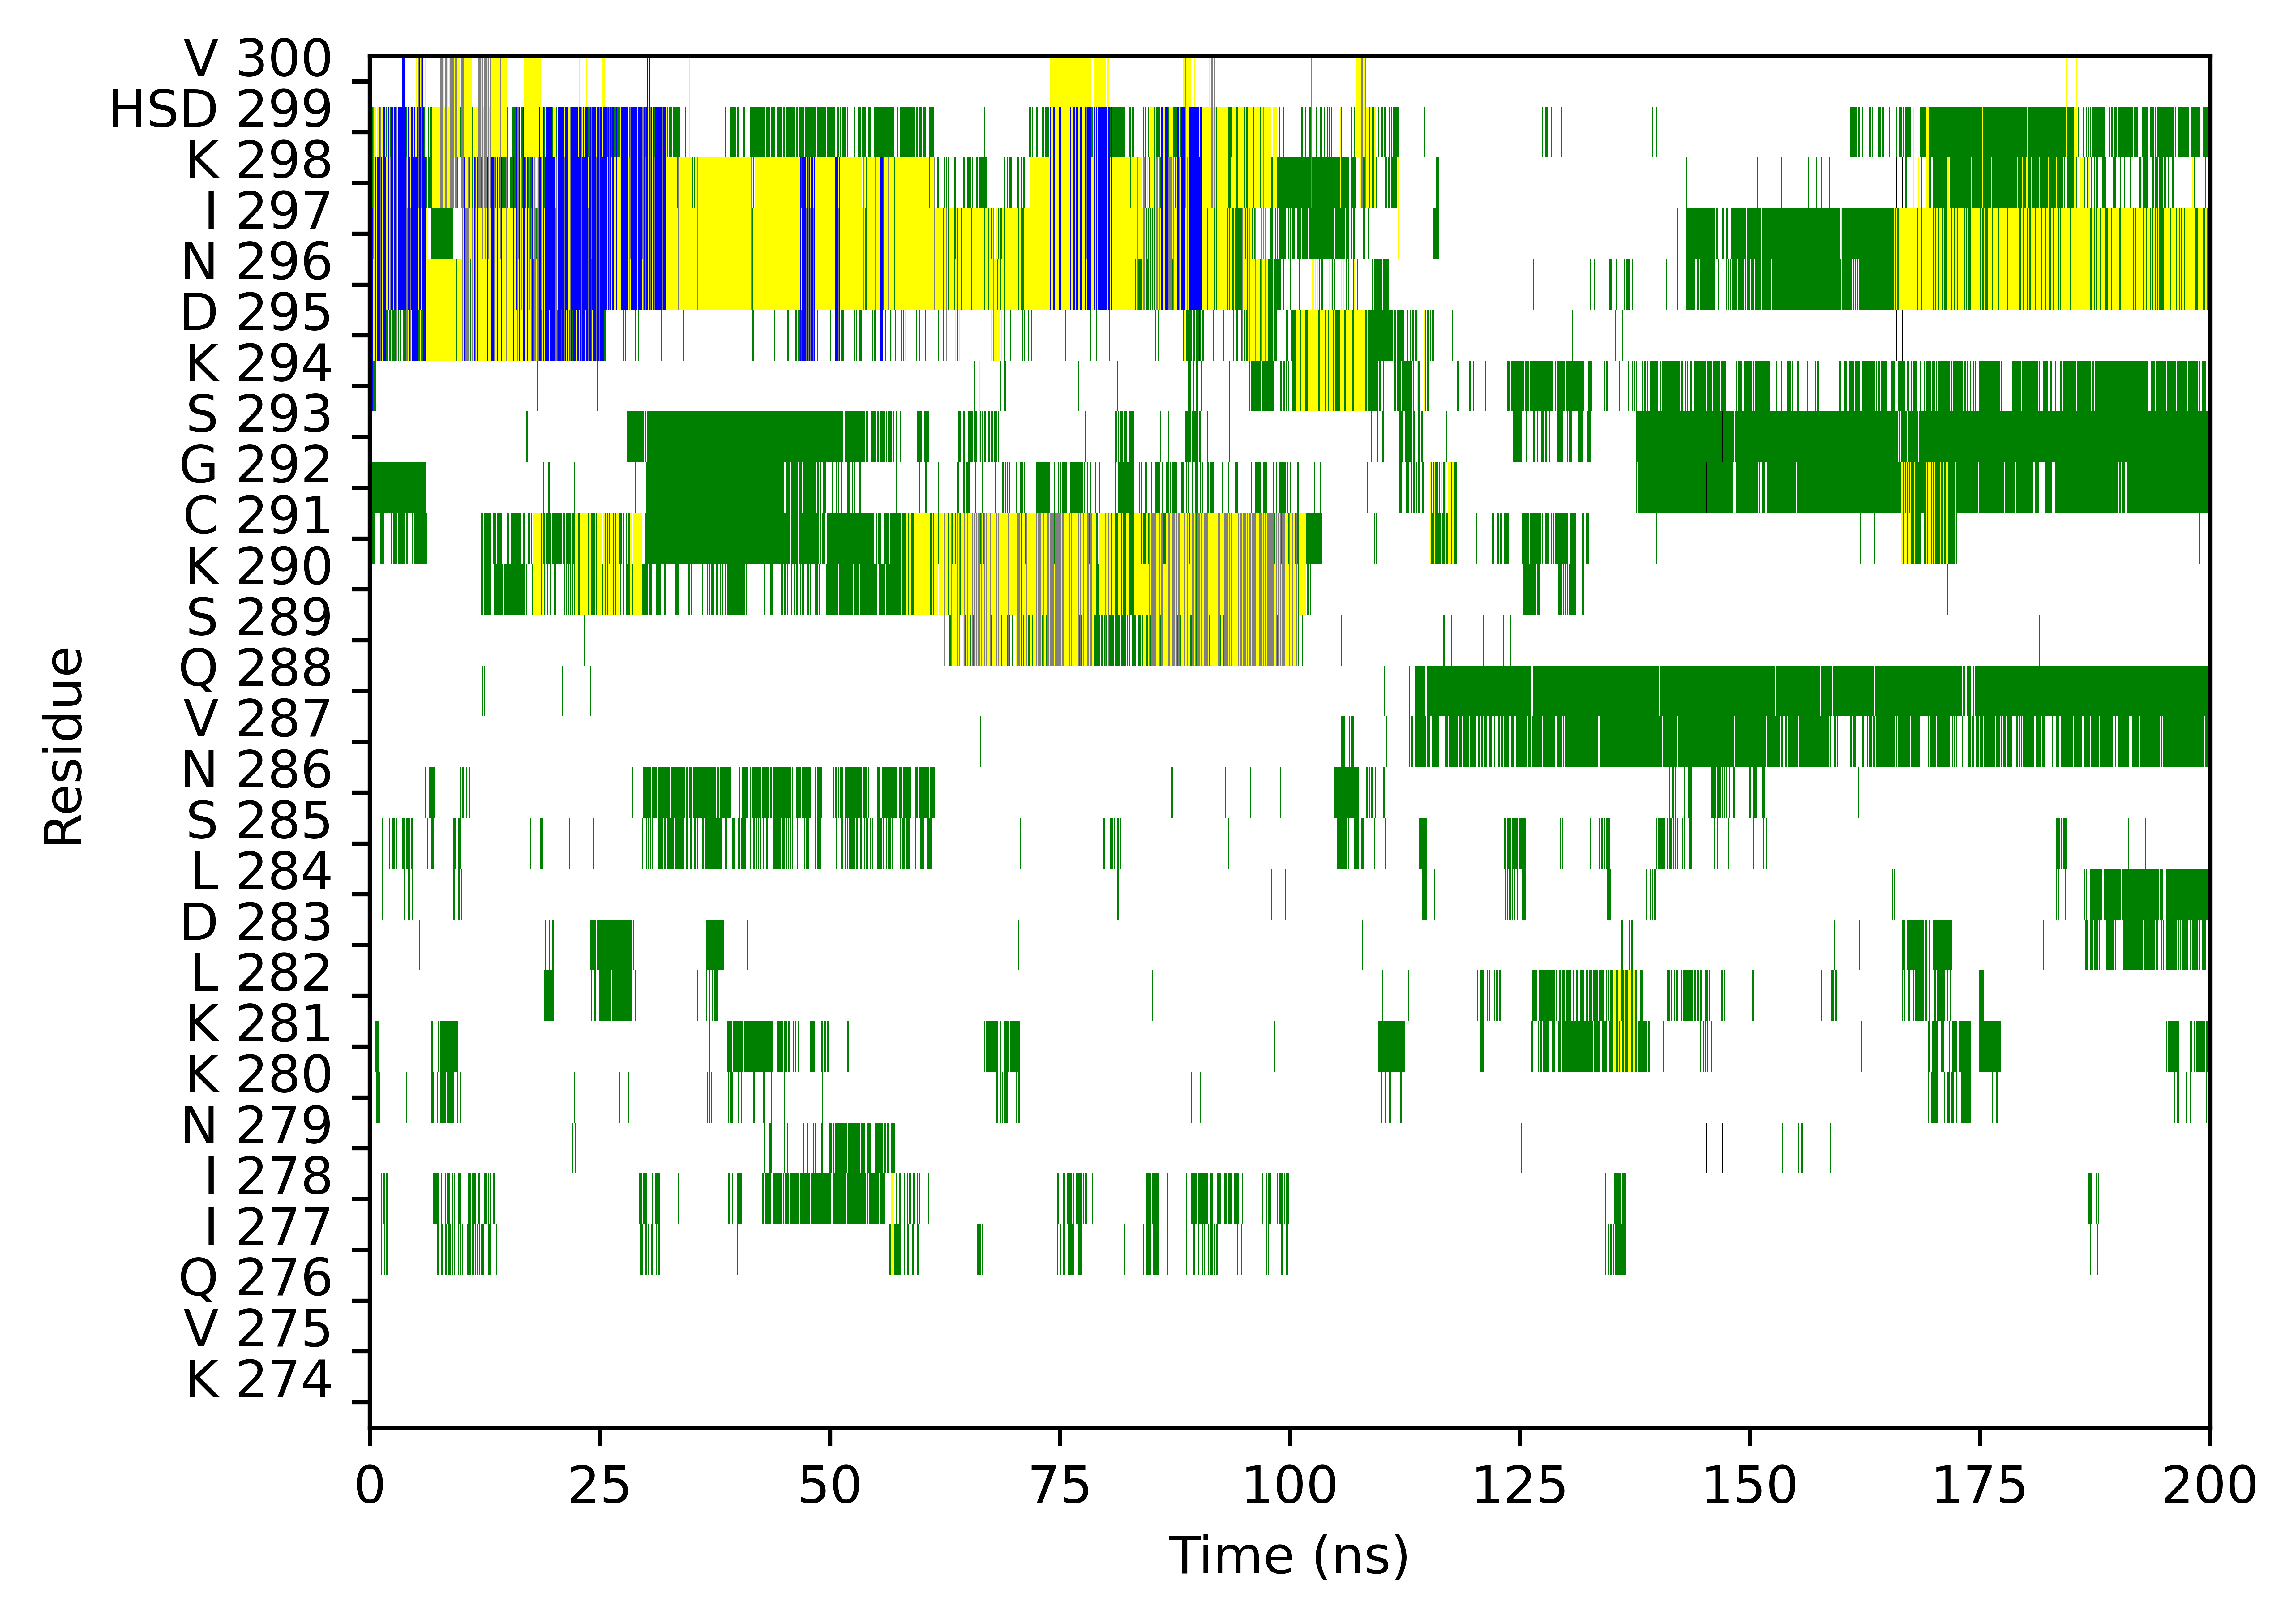 V 300
HSD 299
K 298
I 297
N 296
D 295
K 294
S 293
G 292
C 291
K 290
S 289
Q 288
V 287
N 286
S 285
L 284
D 283
L 282
K 281
K 280
N 279
I 278
I 277
Q 276
V 275
K 274
Residue
0 25 50 75 100 125 150 175 200
Time (ns)